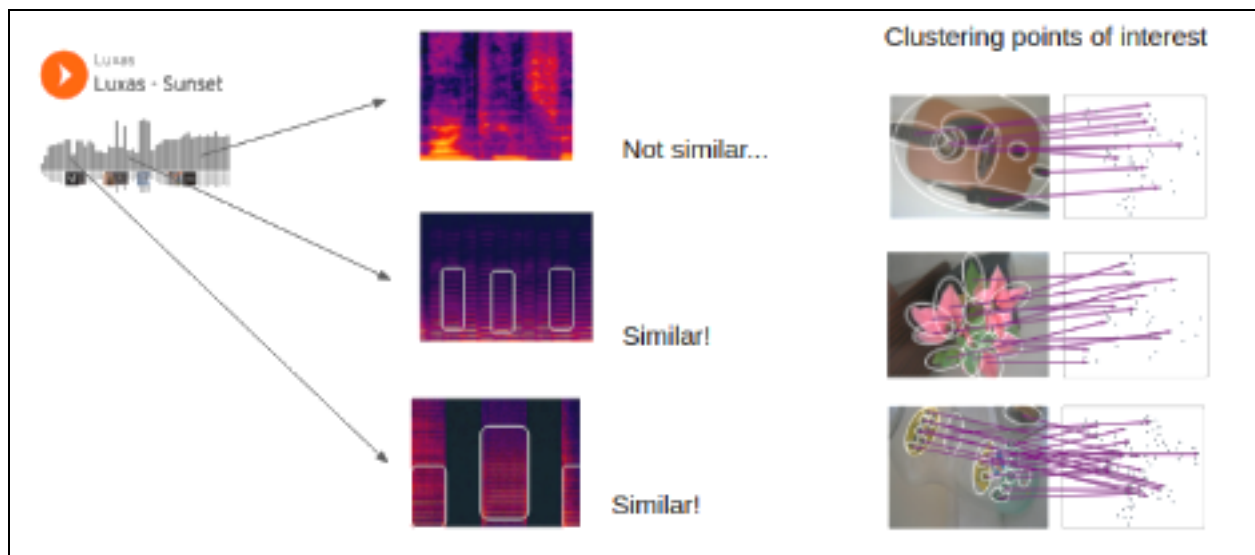 Luxas
Luxas - Sunset
Not similar...
Similar!
Similar!
Clustering points of interest